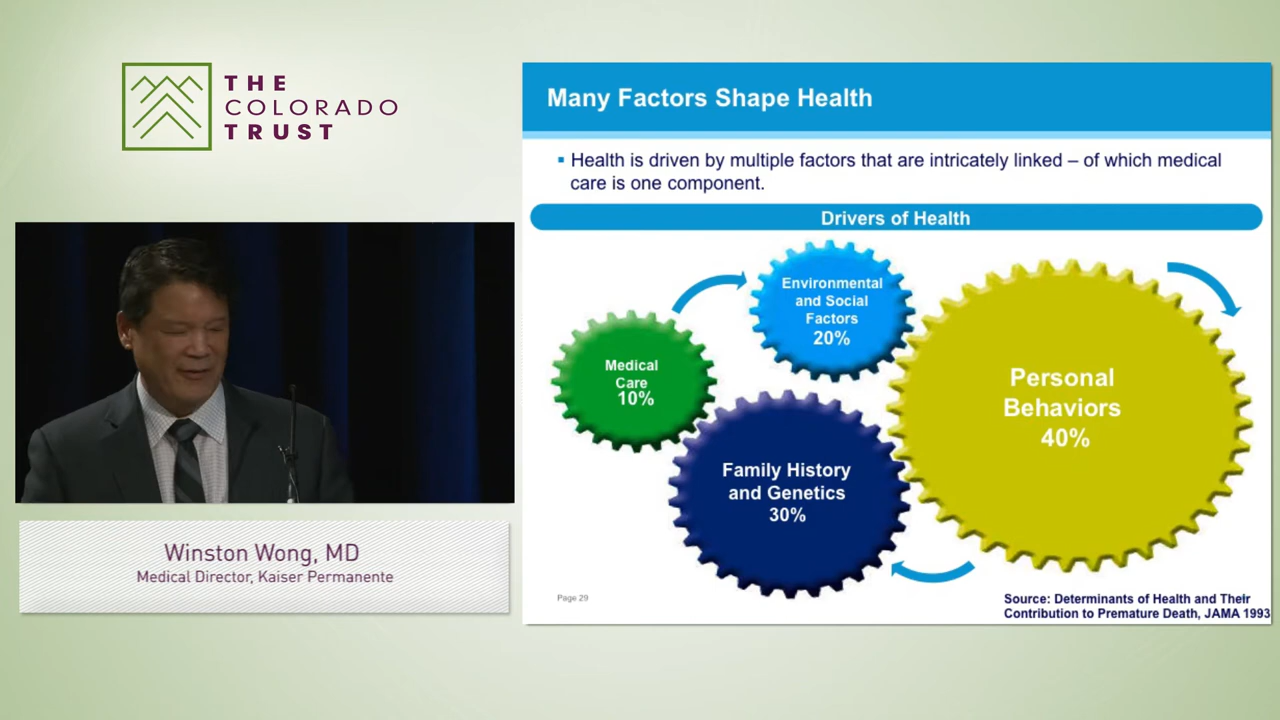 THE
COLORADO
TRUST
Winston Wong, MD
Medical Director, Kaiser Permanente
Many Factors Shape Health
▪ Health is driven by multiple factors that are intricately linked – of which medical
care is one component.
Drivers of Health
Medical
Care
10%
Environmental
and Social
Factors
20%
Family History
and Genetics
30%
Personal
Behaviors
40%
Page 29
Source: Determinants of Health and Their
Contribution to Premature Death, JAMA 1993